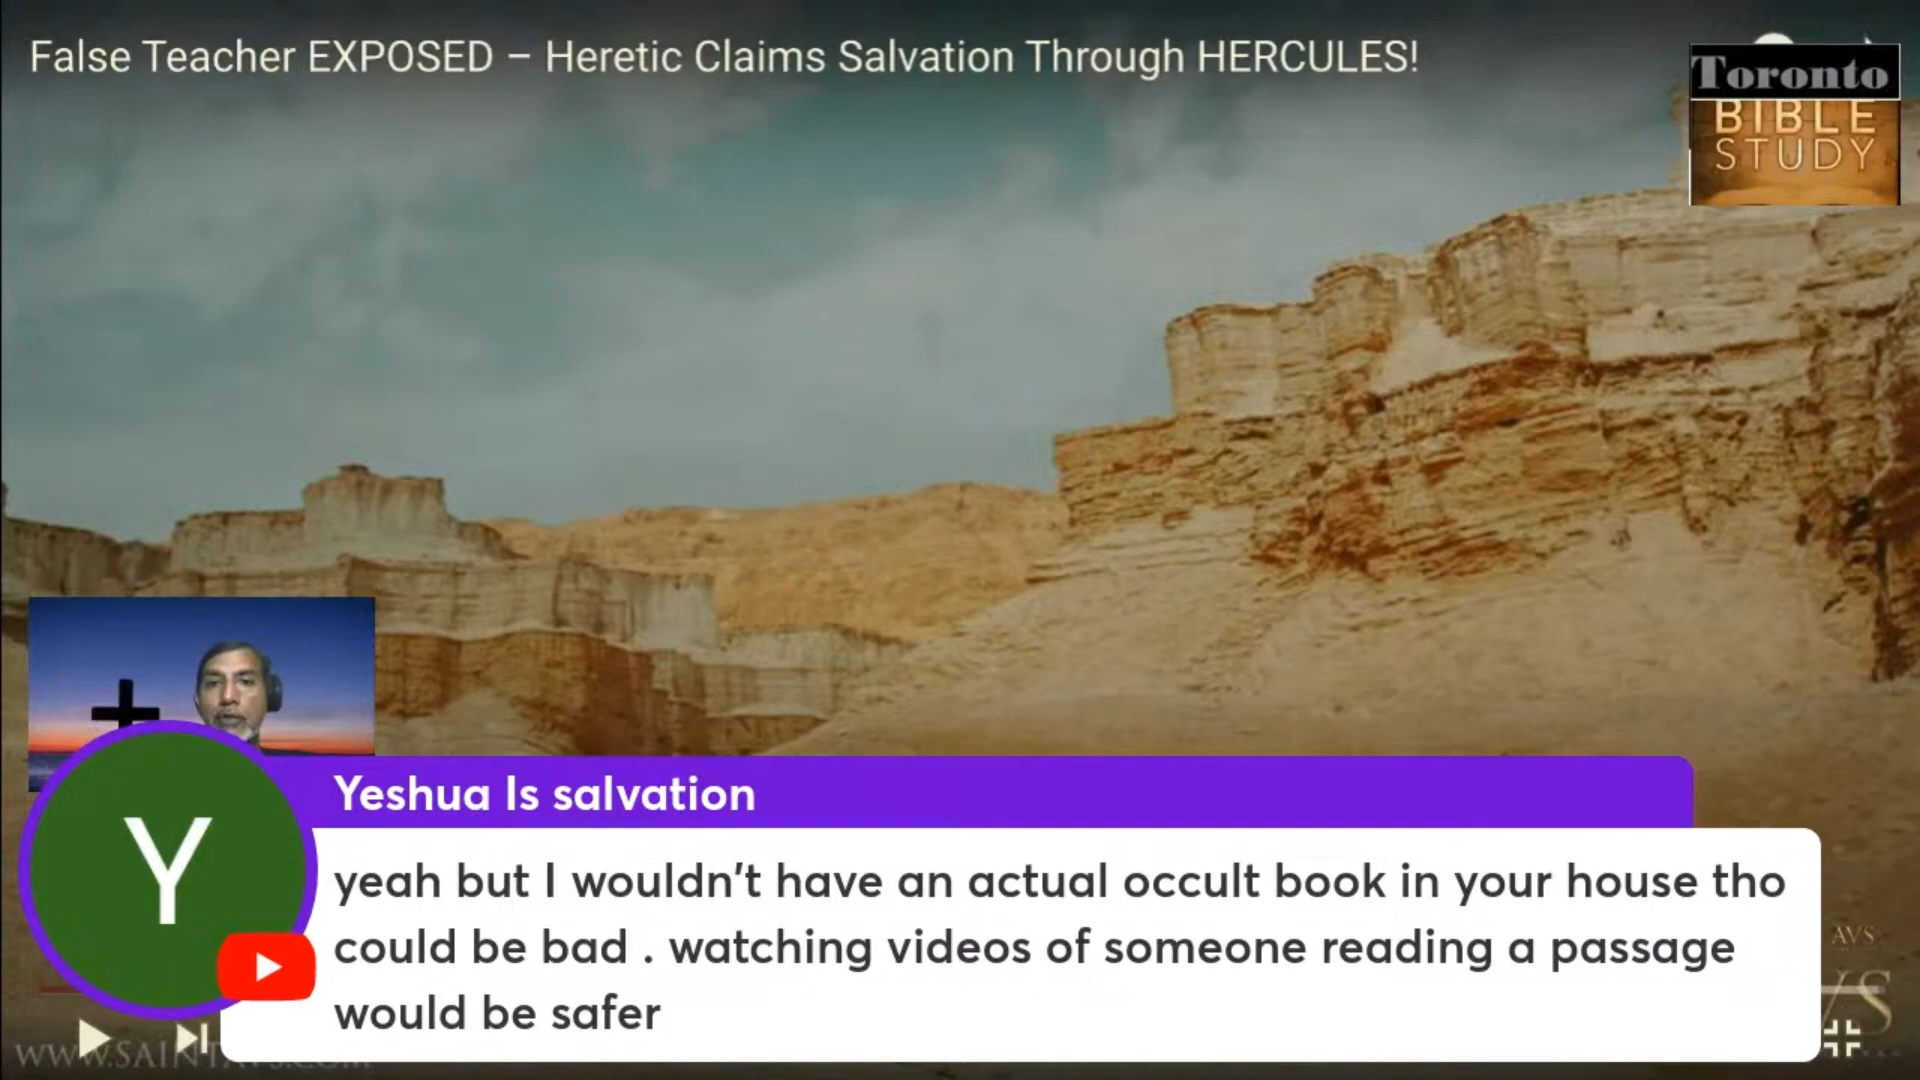 False Teacher EXPOSED – Heretic Claims Salvation Through HERCULES!
Toronto
BIBLE
STUDY
Yeshua Is salvation
Y
yeah but I wouldn't have an actual occult book in your house tho
could be bad . watching videos of someone reading a passage
would be safer
AVS